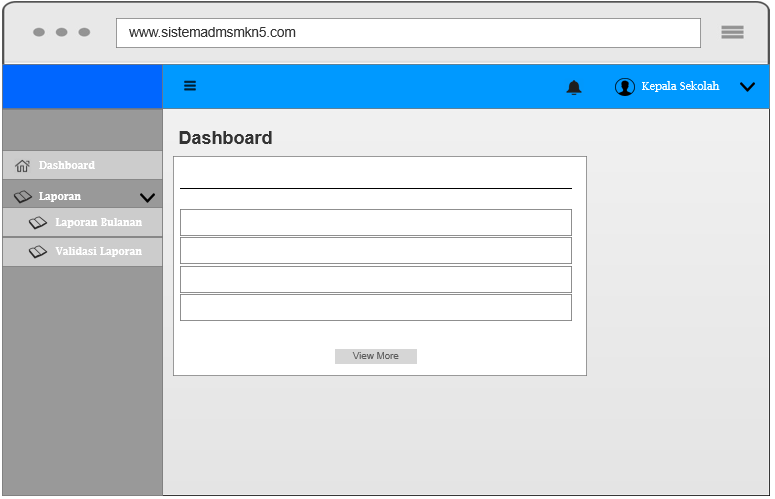 www.sistemadmsmkn5.com
Kepala Sekolah
Dashboard
Dashboard
Laporan
Laporan Bulanan
Validasi Laporan
View More